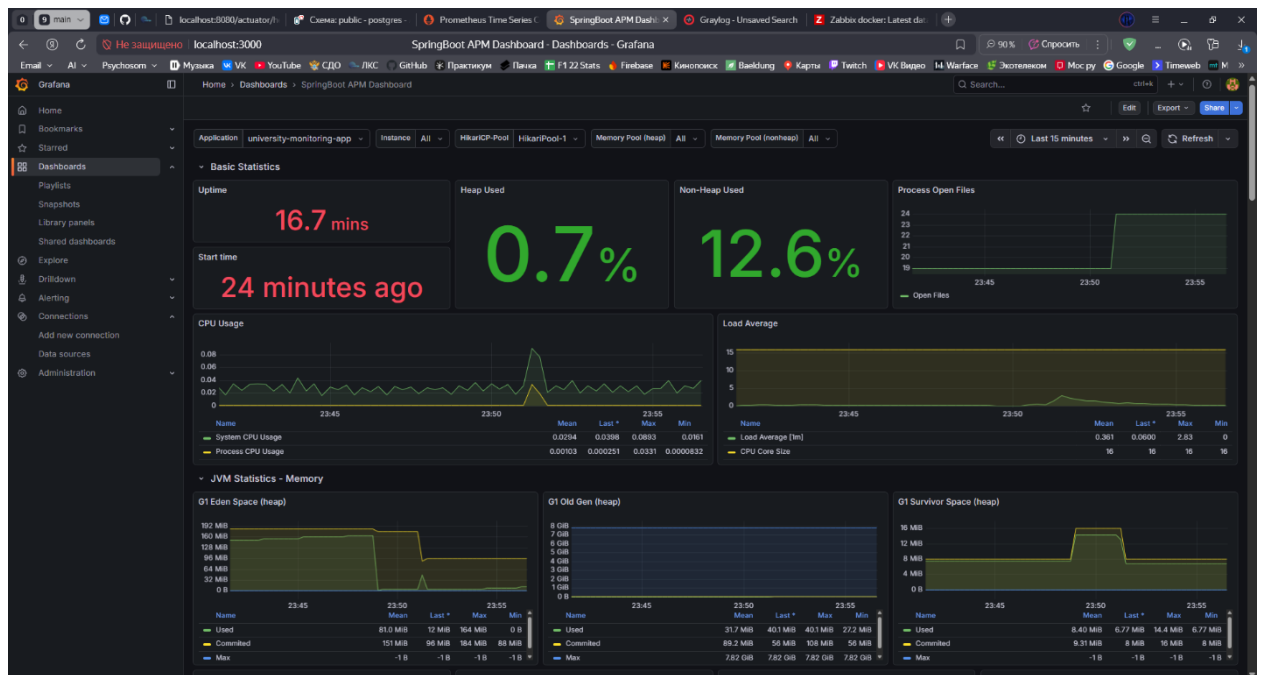 0 9 main localhost:8080/actuator/h Схема: public - postgres - Prometheus Time Series C SpringBoot APM Dashb Graylog - Unsaved Search Zabbix docker: Latest dat
Не защищено localhost:3000 SpringBoot APM Dashboard - Dashboards - Grafana 90 % Спросить
Email AI Psychosom Музыка VK YouTube СДО ЛКС GitHub Практикум Пачка F1 22 Stats Firebase Кинопоиск Baeldung Карты Twitch VK Видео Warface Экотелеком Мос ру Google Timeweb M »
Grafana Home › Dashboards › SpringBoot APM Dashboard Search... ctrl+k
Edit Export Share
Home
Bookmarks
Starred
Dashboards
Playlists
Snapshots
Library panels
Shared dashboards
Explore
Drilldown
Alerting
Connections
Add new connection
Data sources
Administration
Application university-monitoring-app Instance All HikariCP-Pool HikariPool-1 Memory Pool (heap) All Memory Pool (nonheap) All Last 15 minutes Refresh
Basic Statistics
Uptime
16.7 mins
Start time
24 minutes ago
Heap Used
0.7%
Non-Heap Used
12.6%
Process Open Files
24
23
22
21
20
19
23:45 23:50 23:55
Open Files
CPU Usage
0.08
0.06
0.04
0.02
0
23:45 23:50 23:55
Name Mean Last * Max Min
System CPU Usage 0.0294 0.0398 0.0893 0.0161
Process CPU Usage 0.00103 0.000251 0.0331 0.0000832
Load Average
15
10
5
0
23:45 23:50 23:55
Name Mean Last * Max Min
Load Average [1m] 0.361 0.0600 2.83 0
CPU Core Size 16 16 16 16
JVM Statistics - Memory
G1 Eden Space (heap)
192 MiB
160 MiB
128 MiB
96 MiB
64 MiB
32 MiB
0 B
23:45 23:50 23:55
Name Mean Last * Max Min
Used 81.0 MiB 12 MiB 164 MiB 0 B
Commited 151 MiB 96 MiB 184 MiB 88 MiB
Max -1 B -1 B -1 B -1 B
G1 Old Gen (heap)
8 GiB
7 GiB
6 GiB
5 GiB
4 GiB
3 GiB
2 GiB
1 GiB
0 B
23:45 23:50 23:55
Name Mean Last * Max Min
Used 31.7 MiB 40.1 MiB 40.1 MiB 27.2 MiB
Commited 89.2 MiB 56 MiB 108 MiB 56 MiB
Max 7.82 GiB 7.82 GiB 7.82 GiB 7.82 GiB
G1 Survivor Space (heap)
16 MiB
12 MiB
8 MiB
4 MiB
0 B
23:45 23:50 23:55
Name Mean Last * Max Min
Used 8.40 MiB 6.77 MiB 14.4 MiB 6.77 MiB
Commited 9.31 MiB 8 MiB 16 MiB 8 MiB
Max -1 B -1 B -1 B -1 B